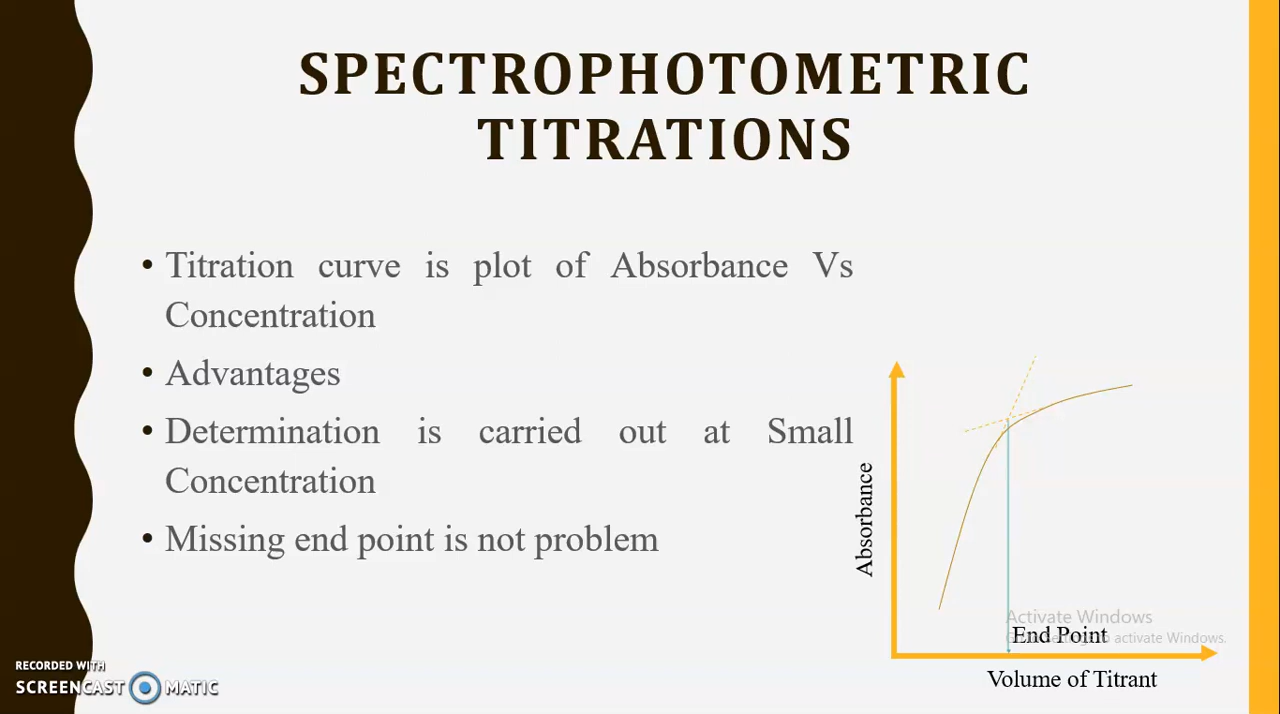 SPECTROPHOTOMETRIC
TITRATIONS
• Titration curve is plot of Absorbance Vs
Concentration
• Advantages
• Determination is carried out at Small
Concentration
• Missing end point is not problem
Absorbance
Activate Windows
End Point
to activate Windows.
Volume of Titrant
RECORDED WITH
SCREENCAST MATIC